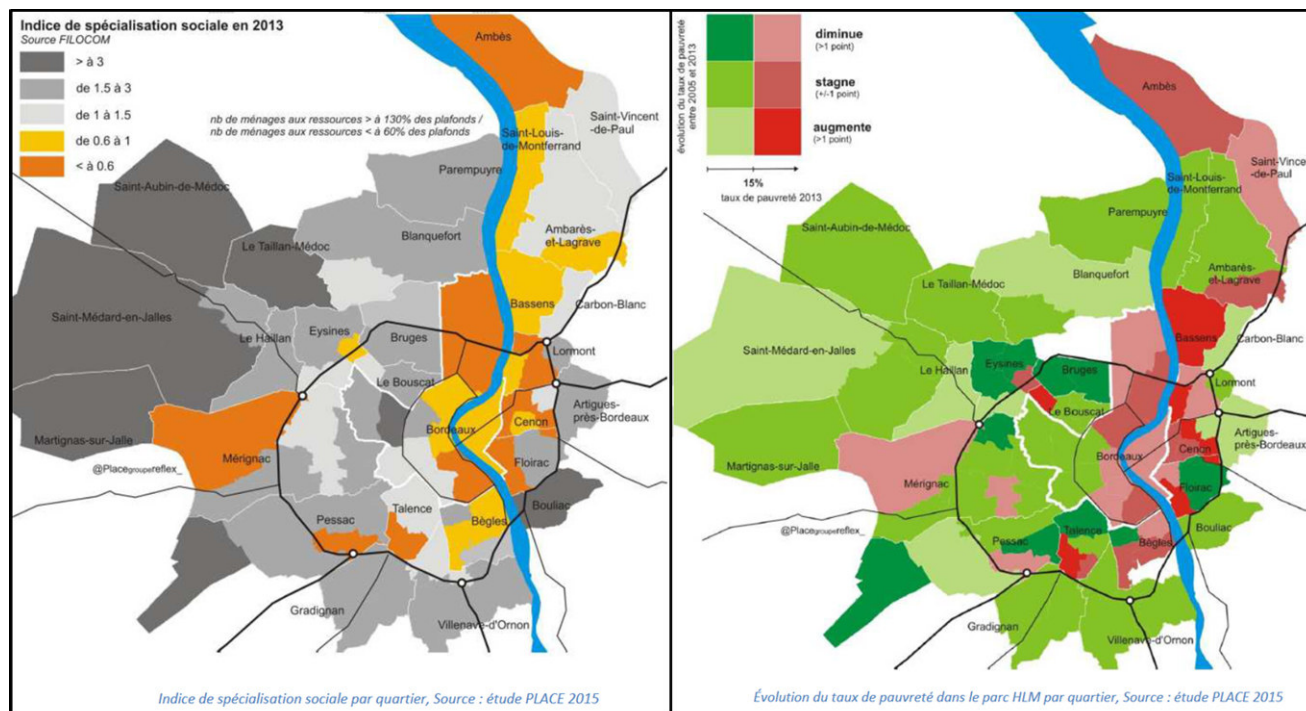 Indice de spécialisation sociale en 2013
Source FILOCOM
> à 3
de 1.5 à 3
de 1 à 1.5
de 0.6 à 1
< à 0.6
nb de ménages aux ressources > à 130% des plafonds /
nb de ménages aux ressources < à 60% des plafonds
Ambès
Saint-Vincent
-de-Paul
Saint-Louis
-de-Montferrand
Parempuyre
Saint-Aubin-de-Médoc
Ambarès-
et-Lagrave
Le Taillan-Médoc
Blanquefort
Bassens
Carbon-Blanc
Saint-Médard-en-Jalles
Le Haillan
Eysines
Bruges
Lormont
Le Bouscat
Artigues-
près-Bordeaux
Bordeaux
Cenon
Martignas-sur-Jalle
@Placegroupereflex_
Mérignac
Floirac
Bouliac
Talence
Pessac
Bègles
Gradignan
Villenave-d'Ornon
Indice de spécialisation sociale par quartier, Source : étude PLACE 2015
évolution du taux de pauvreté
entre 2005 et 2013
diminue
(>1 point)
stagne
(+/-1 point)
augmente
(>1 point)
15%
taux de pauvreté 2013
Ambès
Saint-Vince
-de-Paul
Saint-Louis-
de-Montferrand
Parempuyre
Saint-Aubin-de-Médoc
Ambarès-
et-Lagrave
Le Taillan-Médoc
Blanquefort
Bassens
Carbon-Blanc
Saint-Médard-en-Jalles
Le Haillan
Eysines
Bruges
Lormont
Le Bouscat
Artigues-
près-Bordeaux
Bordeaux
Cenon
Martignas-sur-Jalle
Mérignac
Floirac
@Placegroupereflex_
Bouliac
Talence
Pessac
Bègles
Gradignan
Villenave-d'Ornon
Évolution du taux de pauvreté dans le parc HLM par quartier, Source : étude PLACE 2015